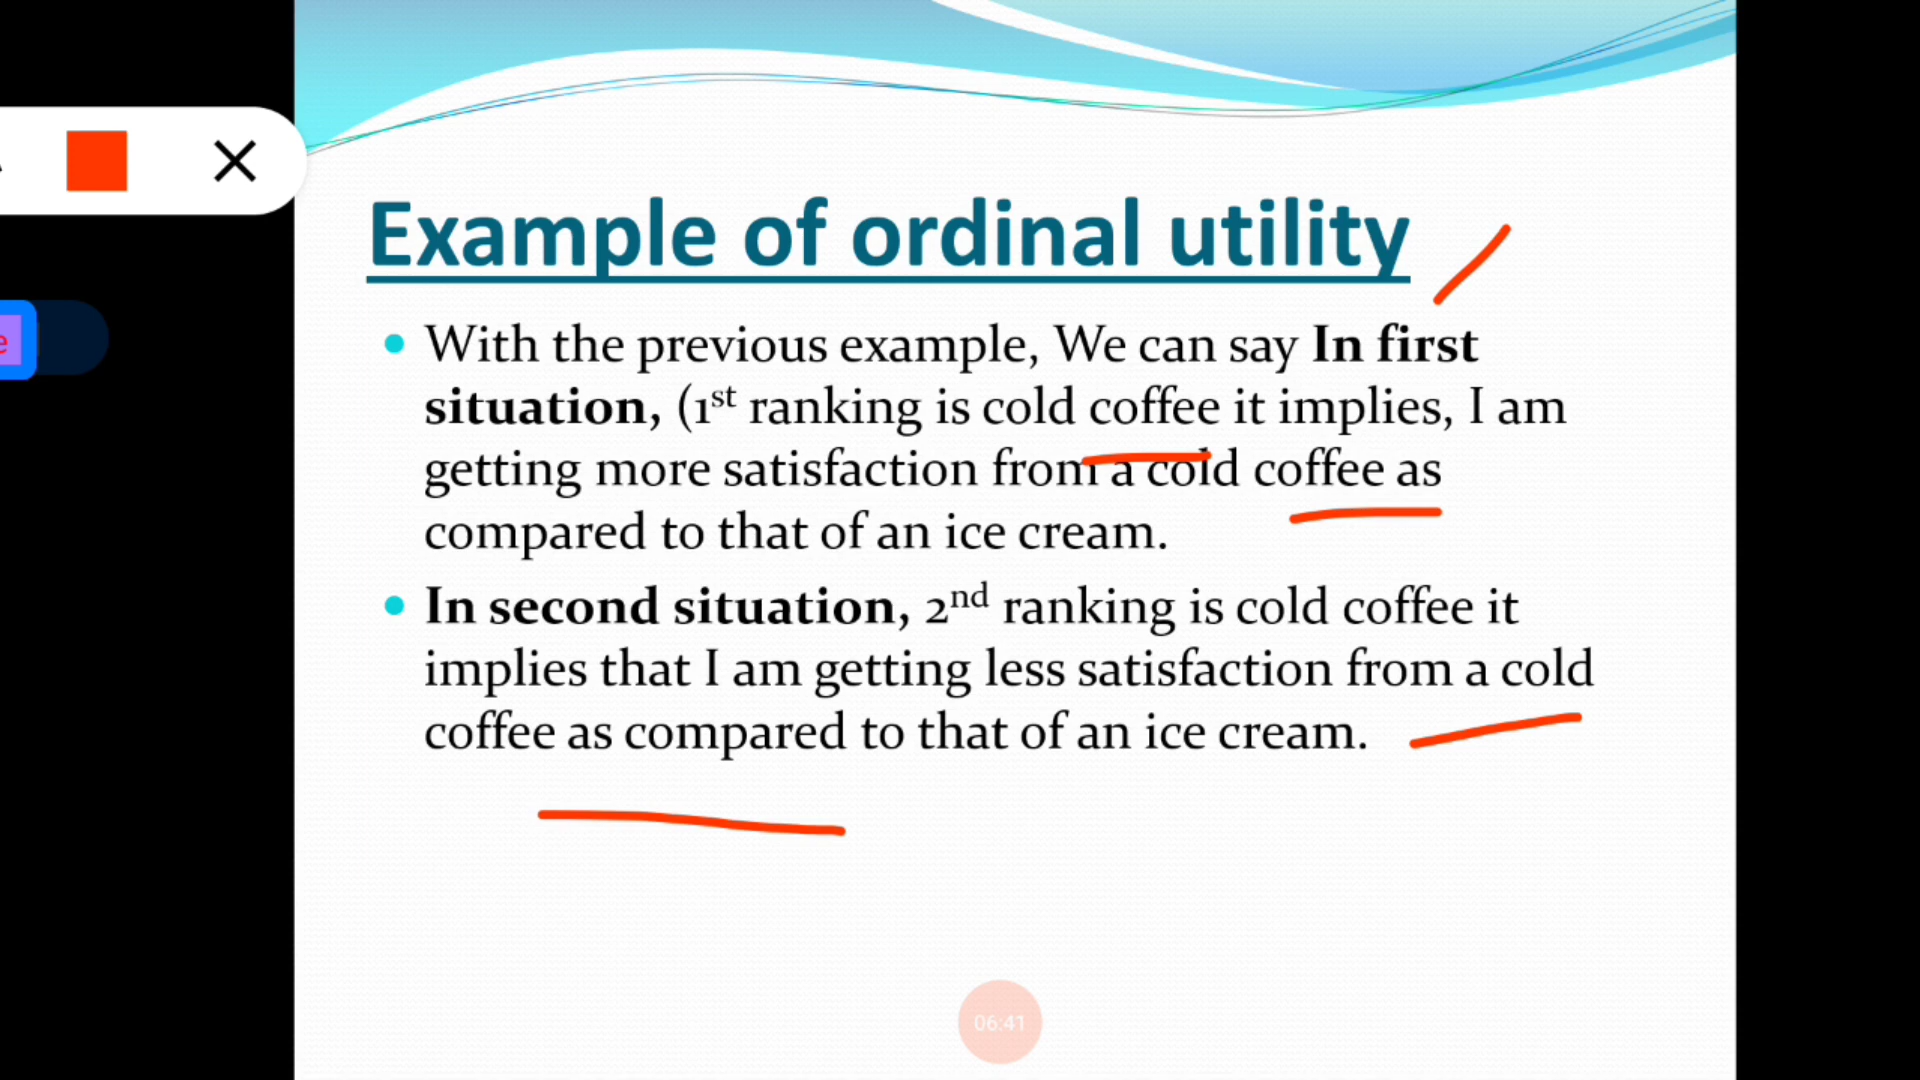 Example of ordinal utility
With the previous example, We can say In first
situation, (1st ranking is cold coffee it implies, I am
getting more satisfaction from a cold coffee as
compared to that of an ice cream.
In second situation, 2nd ranking is cold coffee it
implies that I am getting less satisfaction from a cold
coffee as compared to that of an ice cream.
e
06:41